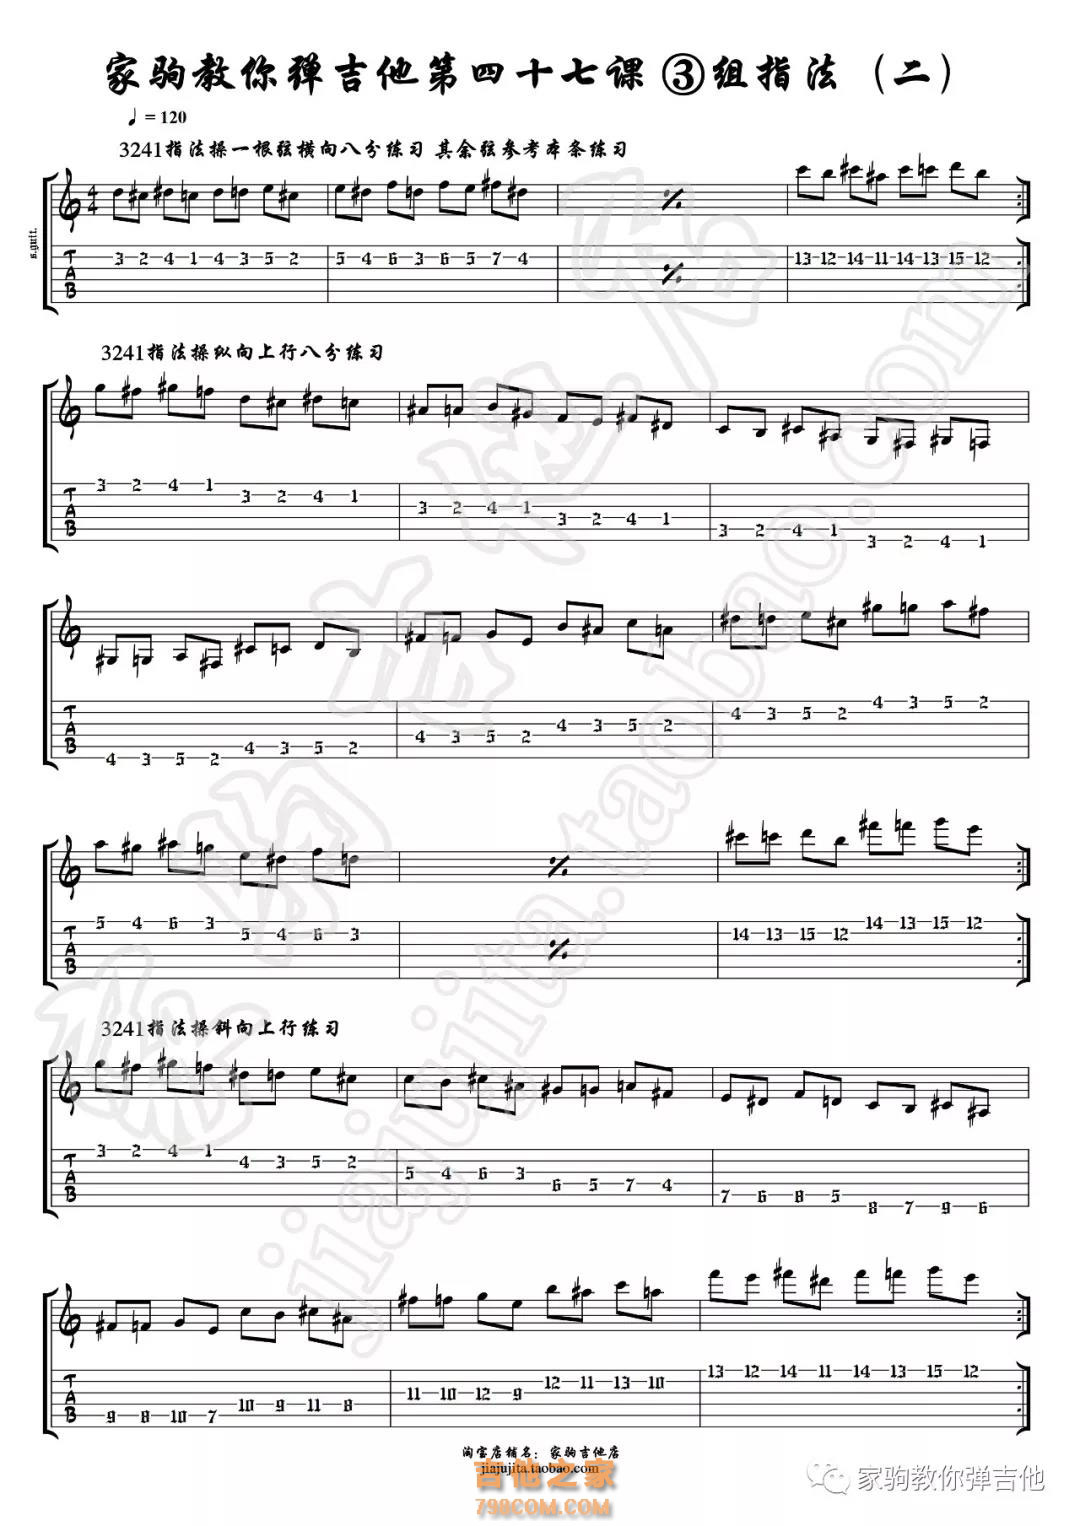 家驹教你弹吉他第四十七课 ③组指法（二）
♩= 120
3241指法操一根弦横向八分练习 其余弦参考本条练习
s.guit.
4
4
T
A
B
3 2 4 1 4 3 5 2 5 4 6 3 6 5 7 4 13 12 14 11 14 13 15 12
3241指法操纵向上行八分练习
T
A
B
3 2 4 1 3 2 4 1 3 2 4 1 3 2 4 1 3 2 4 1 3 2 4 1
T
A
B
4 3 5 2 4 3 5 2 4 3 5 2 4 3 5 2 4 3 5 2 4 3 5 2
T
A
B
5 4 6 3 5 4 6 3 14 13 15 12 14 13 15 12
3241指法操斜向上行练习
T
A
B
3 2 4 1 4 3 5 2 5 4 6 3 6 5 7 4 7 6 8 5 8 7 9 6
T
A
B
9 8 10 7 10 9 11 8 11 10 12 9 12 11 13 10 13 12 14 11 14 13 15 12
淘宝店铺名：家驹吉他店
jiajujita.taobao.com
吉他之家
798COM.COM
家驹教你弹吉他
jiajujita.taobao.com